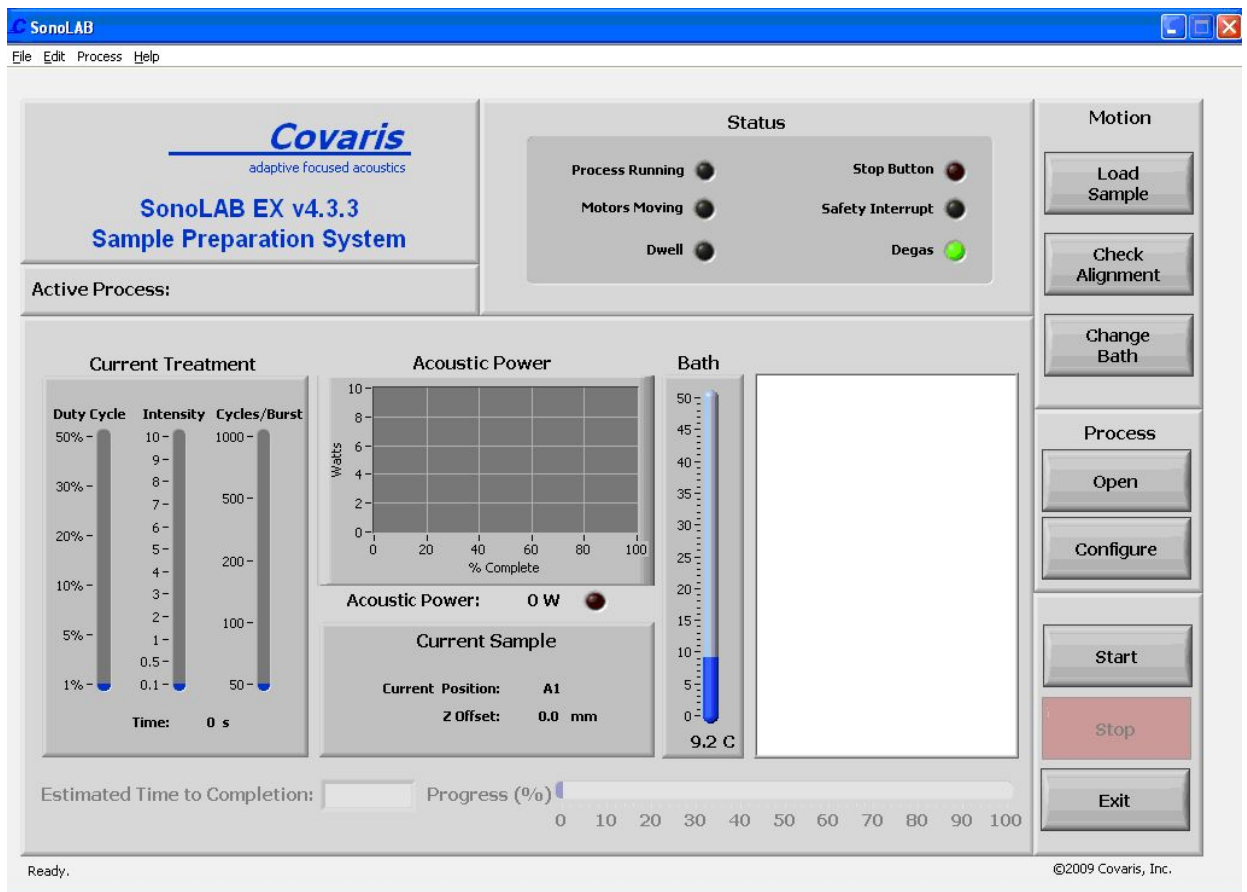 SonoLAB
File Edit Process Help
Covaris
adaptive focused acoustics
SonoLAB EX v4.3.3
Sample Preparation System
Active Process:
Status
Process Running
Stop Button
Motors Moving
Safety Interrupt
Dwell
Degas
Motion
Load
Sample
Check
Alignment
Change
Bath
Current Treatment
Duty Cycle Intensity Cycles/Burst
50%
30%
20%
10%
5%
1%
10
9
8
7
6
5
4
3
2
1
0.5
0.1
1000
500
200
100
50
Time: 0 s
Acoustic Power
Watts
10
8
6
4
2
0
0 20 40 60 80 100
% Complete
Acoustic Power: 0 W
Current Sample
Current Position: A1
Z Offset: 0.0 mm
Bath
50
45
40
35
30
25
20
15
10
5
0
9.2 C
Process
Open
Configure
Start
Stop
Exit
Estimated Time to Completion:
Progress (%)
0 10 20 30 40 50 60 70 80 90 100
Ready.
©2009 Covaris, Inc.